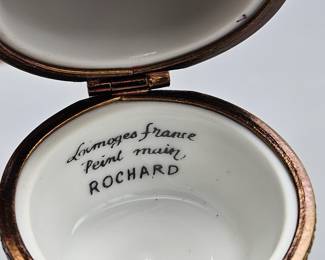 Limoges france
Peint main
ROCHARD